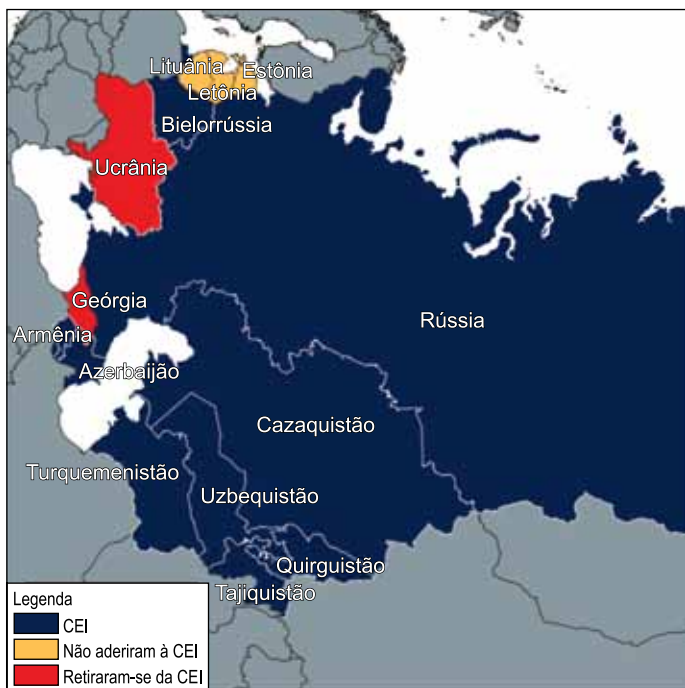 Lituânia
Estônia
Letônia
Bielorrússia
Ucrânia
Geórgia
Rússia
Armênia
Azerbaijão
Cazaquistão
Turquemenistão
Uzbequistão
Quirguistão
Tajiquistão
Legenda
CEI
Não aderiram à CEI
Retiraram-se da CEI